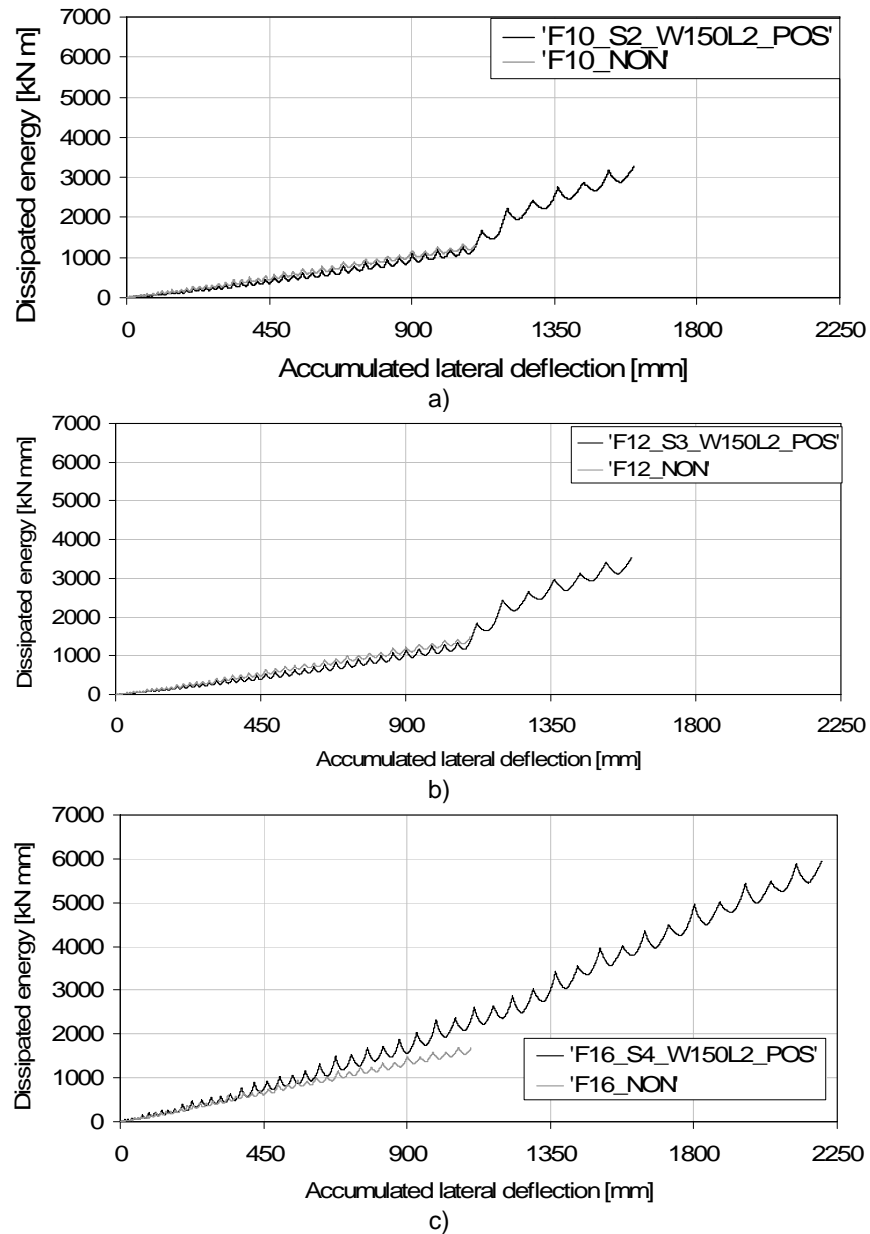 7000
6000
5000
4000
3000
2000
1000
0
Dissipated energy [kN m]
'F10_S2_W150L2_POS'
'F10_NON'
0 450 900 1350 1800 2250
Accumulated lateral deflection [mm]
a)
7000
6000
5000
4000
3000
2000
1000
0
Dissipated energy [kN mm]
'F12_S3_W150L2_POS'
'F12_NON'
0 450 900 1350 1800 2250
Accumulated lateral deflection [mm]
b)
7000
6000
5000
4000
3000
2000
1000
0
Dissipated energy [kN mm]
'F16_S4_W150L2_POS'
'F16_NON'
0 450 900 1350 1800 2250
Accumulated lateral deflection [mm]
c)